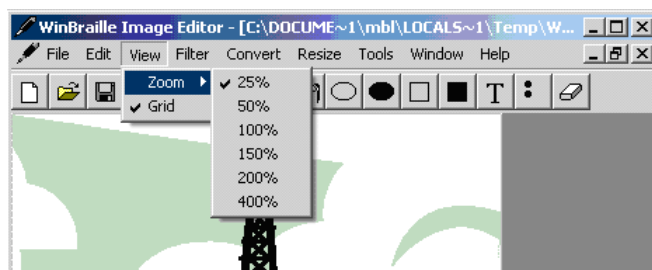 WinBraille Image Editor - [C:\DOCUME~1\mbl\LOCALS~1\Temp\W...
File Edit View Filter Convert Resize Tools Window Help
T
Zoom
Grid
25%
50%
100%
150%
200%
400%